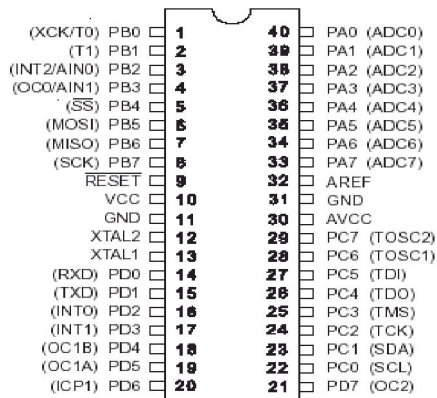 (XCK/T0) PB0 1 40 PA0 (ADC0)
(T1) PB1 2 39 PA1 (ADC1)
(INT2/AIN0) PB2 3 38 PA2 (ADC2)
(OC0/AIN1) PB3 4 37 PA3 (ADC3)
(SS) PB4 5 36 PA4 (ADC4)
(MOSI) PB5 6 35 PA5 (ADC5)
(MISO) PB6 7 34 PA6 (ADC6)
(SCK) PB7 8 33 PA7 (ADC7)
RESET 9 32 AREF
VCC 10 31 GND
GND 11 30 AVCC
XTAL2 12 29 PC7 (TOSC2)
XTAL1 13 28 PC6 (TOSC1)
(RXD) PD0 14 27 PC5 (TDI)
(TXD) PD1 15 26 PC4 (TDO)
(INT0) PD2 16 25 PC3 (TMS)
(INT1) PD3 17 24 PC2 (TCK)
(OC1B) PD4 18 23 PC1 (SDA)
(OC1A) PD5 19 22 PC0 (SCL)
(ICP1) PD6 20 21 PD7 (OC2)